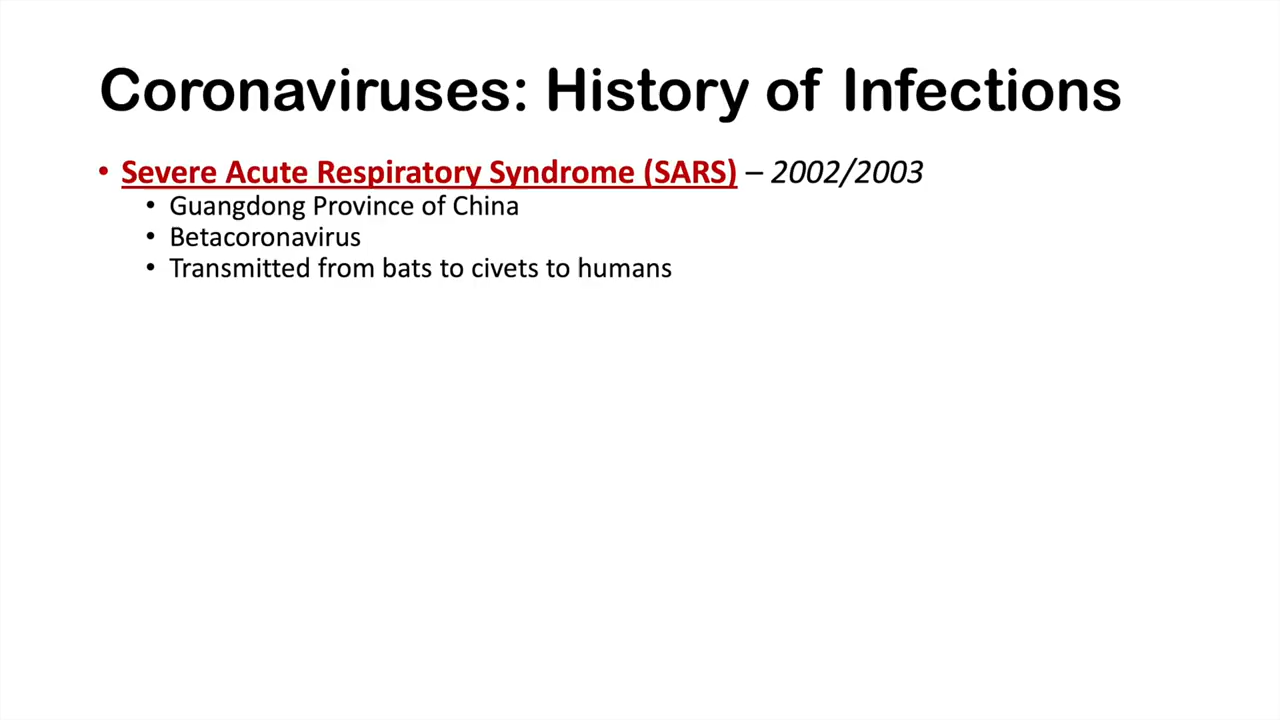 Coronaviruses: History of Infections
• Severe Acute Respiratory Syndrome (SARS) – 2002/2003
• Guangdong Province of China
• Betacoronavirus
• Transmitted from bats to civets to humans